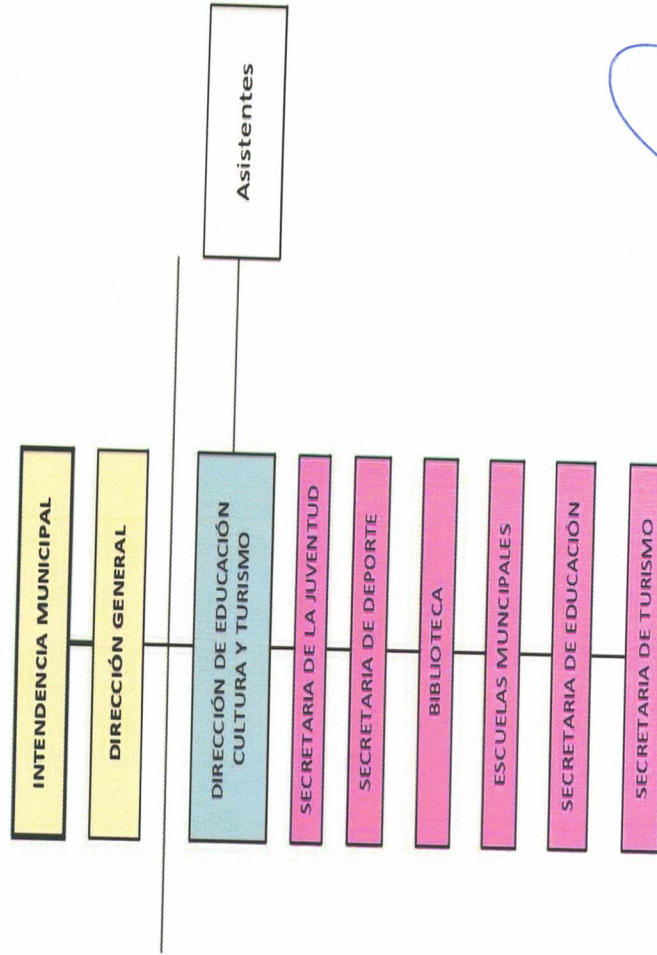 INTENDENCIA MUNICIPAL
DIRECCIÓN GENERAL
DIRECCIÓN DE EDUCACIÓN
CULTURA Y TURISMO
Asistentes
SECRETARIA DE LA JUVENTUD
SECRETARIA DE DEPORTE
BIBLIOTECA
ESCUELAS MUNCIPALES
SECRETARIA DE EDUCACIÓN
SECRETARIA DE TURISMO